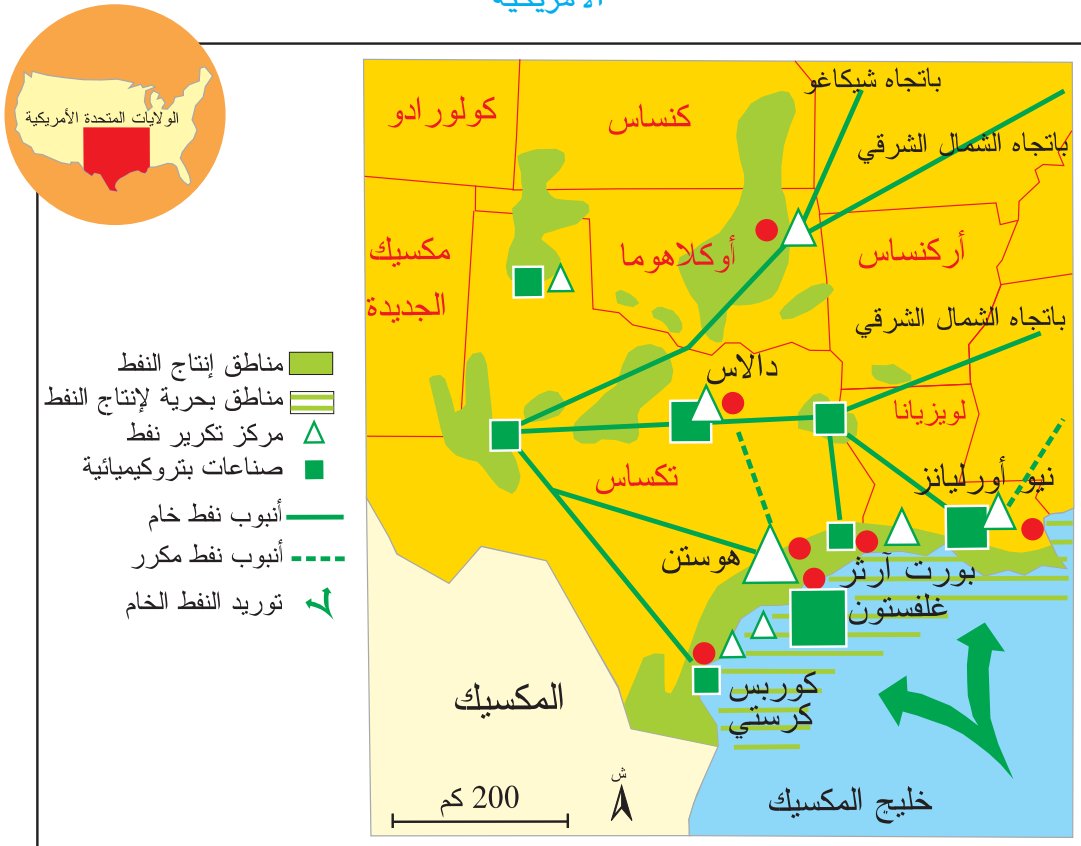 الأمريكية
الولايات المتحدة الأمريكية
باتجاه شيكاغو
كولورادو
كنساس
باتجاه الشمال الشرقي
مكسيك
الجديدة
أوكلاهوما
أركنساس
باتجاه الشمال الشرقي
دالاس
لويزيانا
تكساس
نيو أورليانز
هوستن
بورت آرثر
غلفستون
كوربس
كرستي
المكسيك
خليج المكسيك
ش
200 كم
مناطق إنتاج النفط
مناطق بحرية لإنتاج النفط
مركز تكرير نفط
صناعات بتروكيميائية
أنبوب نفط خام
أنبوب نفط مكرر
توريد النفط الخام